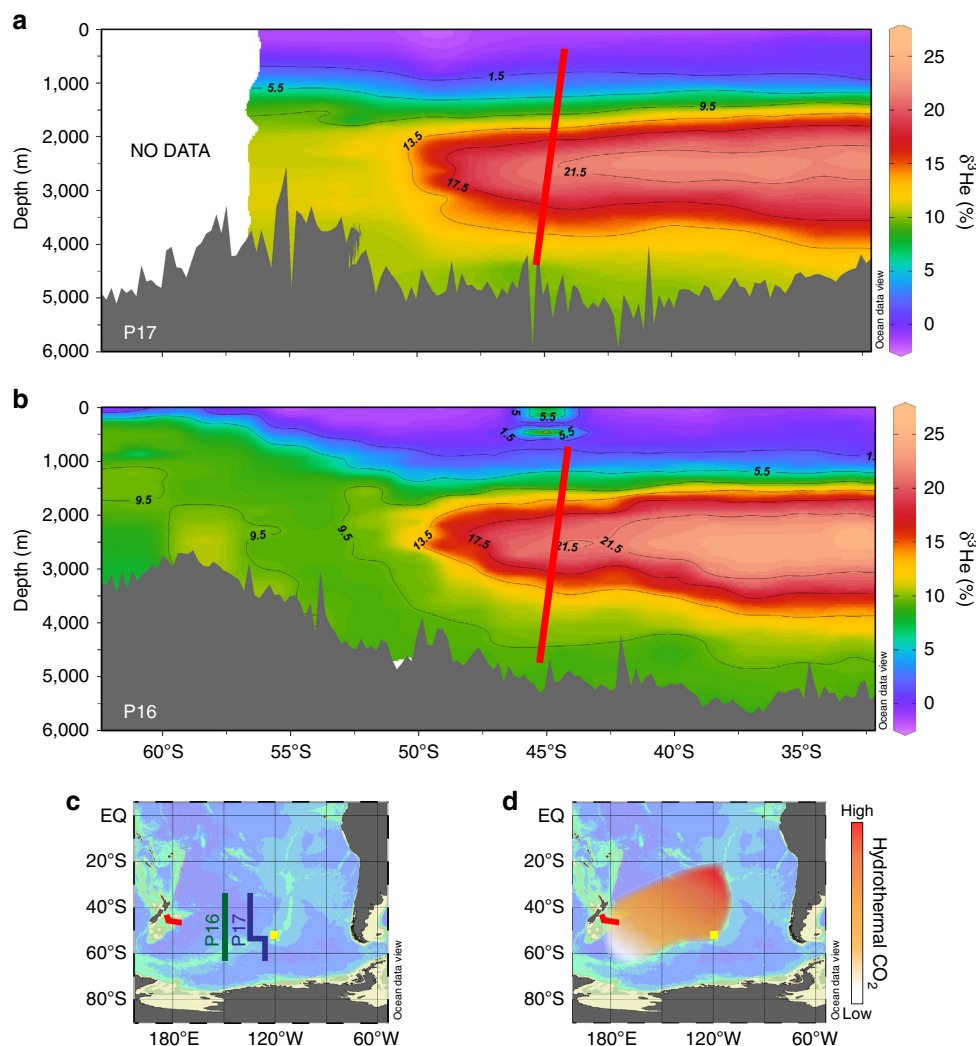 a
0
1,000
2,000
3,000
4,000
5,000
6,000
Depth (m)
NO DATA
P17
5.5
1.5
9.5
13.5
17.5
21.5
Ocean data view
25
20
15
10
5
0
δ³He (%)
b
0
1,000
2,000
3,000
4,000
5,000
6,000
Depth (m)
P16
5
5.5
1.5
5.5
1.
5.5
9.5
9.5
9.5
13.5
17.5
21.5
21.5
Ocean data view
25
20
15
10
5
0
δ³He (%)
60°S
55°S
50°S
45°S
40°S
35°S
c
EQ
20°S
40°S
60°S
80°S
P16
P17
180°E
120°W
60°W
Ocean data view
d
EQ
20°S
40°S
60°S
80°S
180°E
120°W
60°W
Ocean data view
High
Hydrothermal CO₂
Low